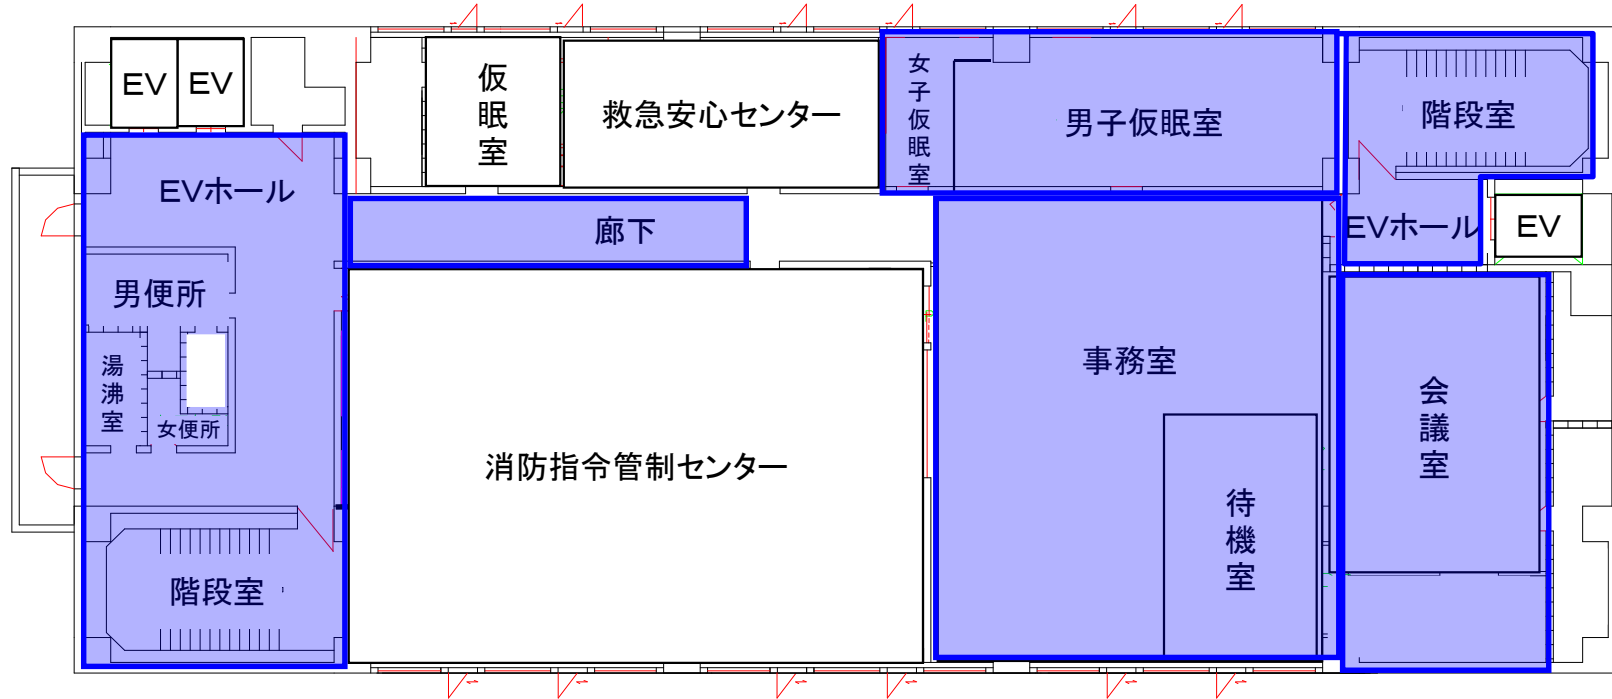 EV
EV
仮眠室
救急安心センター
女子仮眠室
男子仮眠室
階段室
EVホール
廊下
EVホール
EV
男便所
湯沸室
女便所
事務室
会議室
消防指令管制センター
待機室
階段室